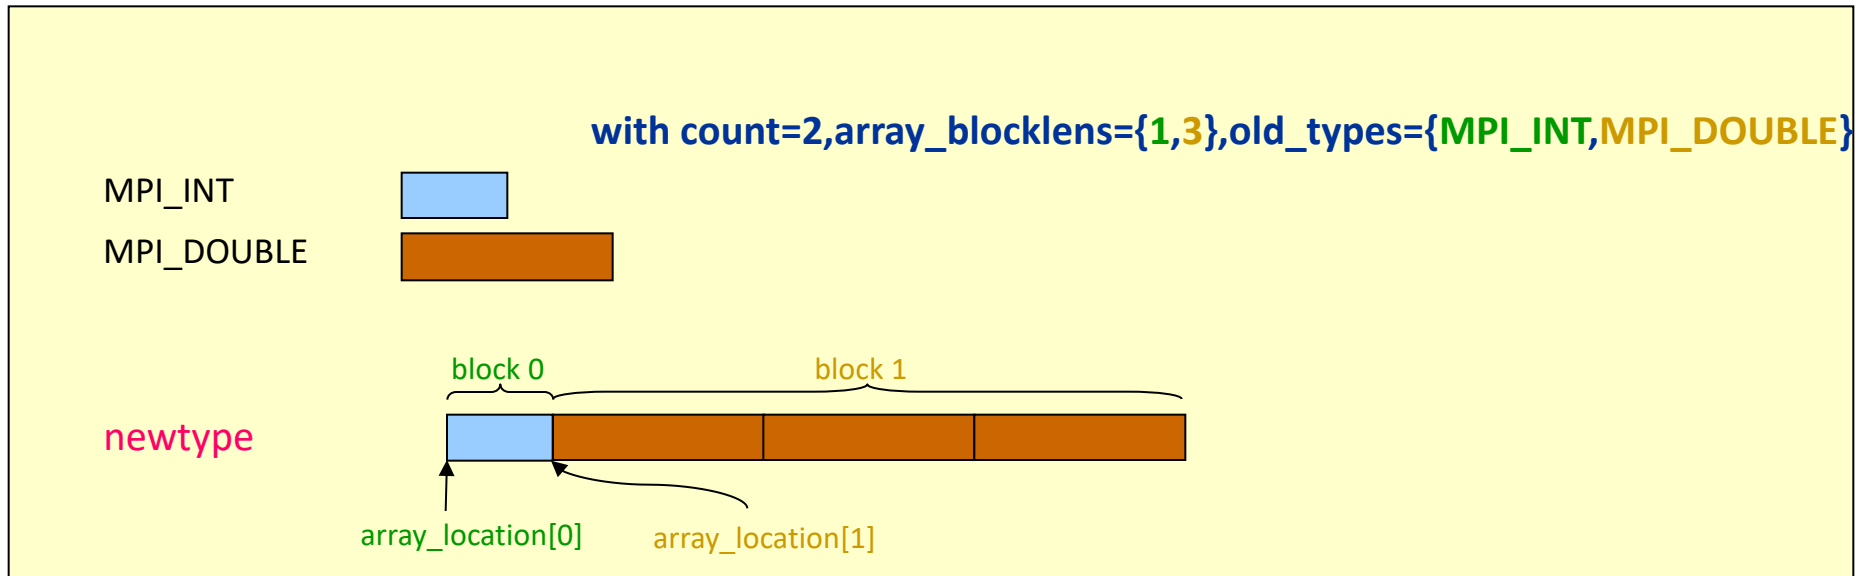 with count=2,array_blocklens={1,3},old_types={MPI_INT,MPI_DOUBLE}
MPI_INT
MPI_DOUBLE
block 0
block 1
newtype
array_location[0]
array_location[1]